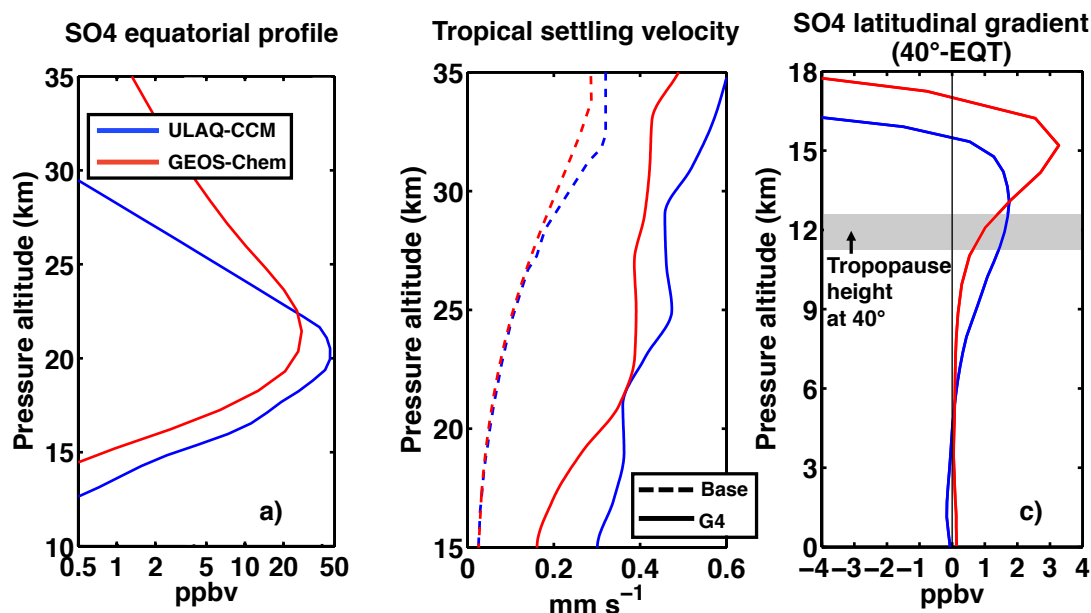 SO4 equatorial profile
Pressure altitude (km)
35
30
25
20
15
10
0.5
1
2
5
10
20
50
ppbv
ULAQ-CCM
GEOS-Chem
a)
Tropical settling velocity
Pressure altitude (km)
35
30
25
20
15
0
0.2
0.4
0.6
mm s⁻¹
Base
G4
SO4 latitudinal gradient
(40°-EQT)
Pressure altitude (km)
18
15
12
9
6
3
0
−4
−3
−2
−1
0
1
2
3
4
ppbv
Tropopause
height
at 40°
c)